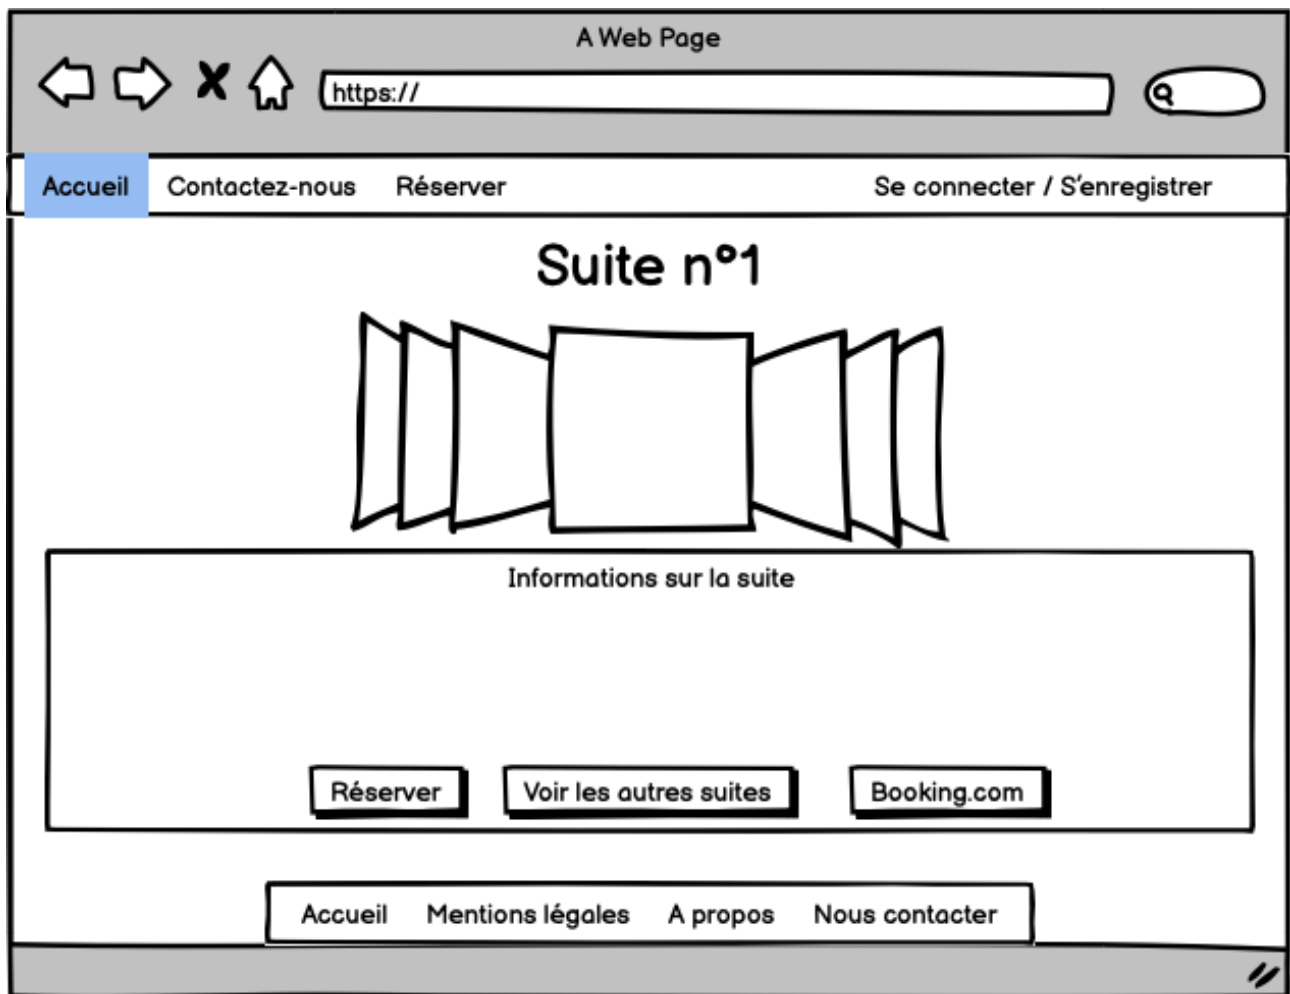 A Web Page
https://
Accueil Contactez-nous Réserver Se connecter / S'enregistrer
Suite n°1
Informations sur la suite
Réserver Voir les autres suites Booking.com
Accueil Mentions légales A propos Nous contacter